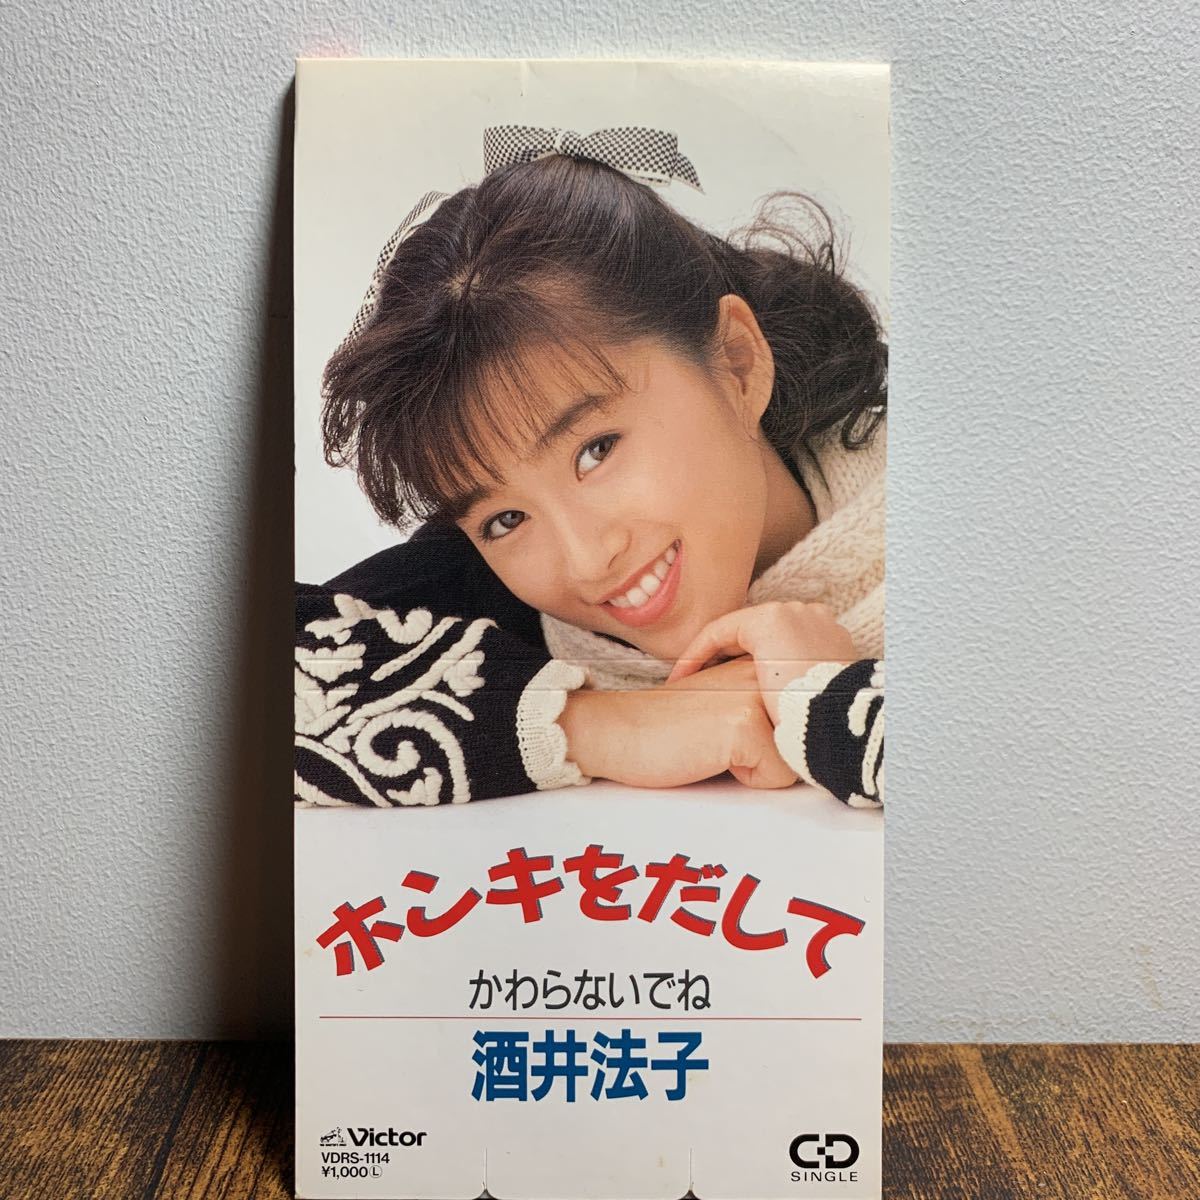 ホンキをだして
かわらないでね
酒井法子
Victor
VDRS-1114
¥1,000Ⓛ
CD
SINGLE